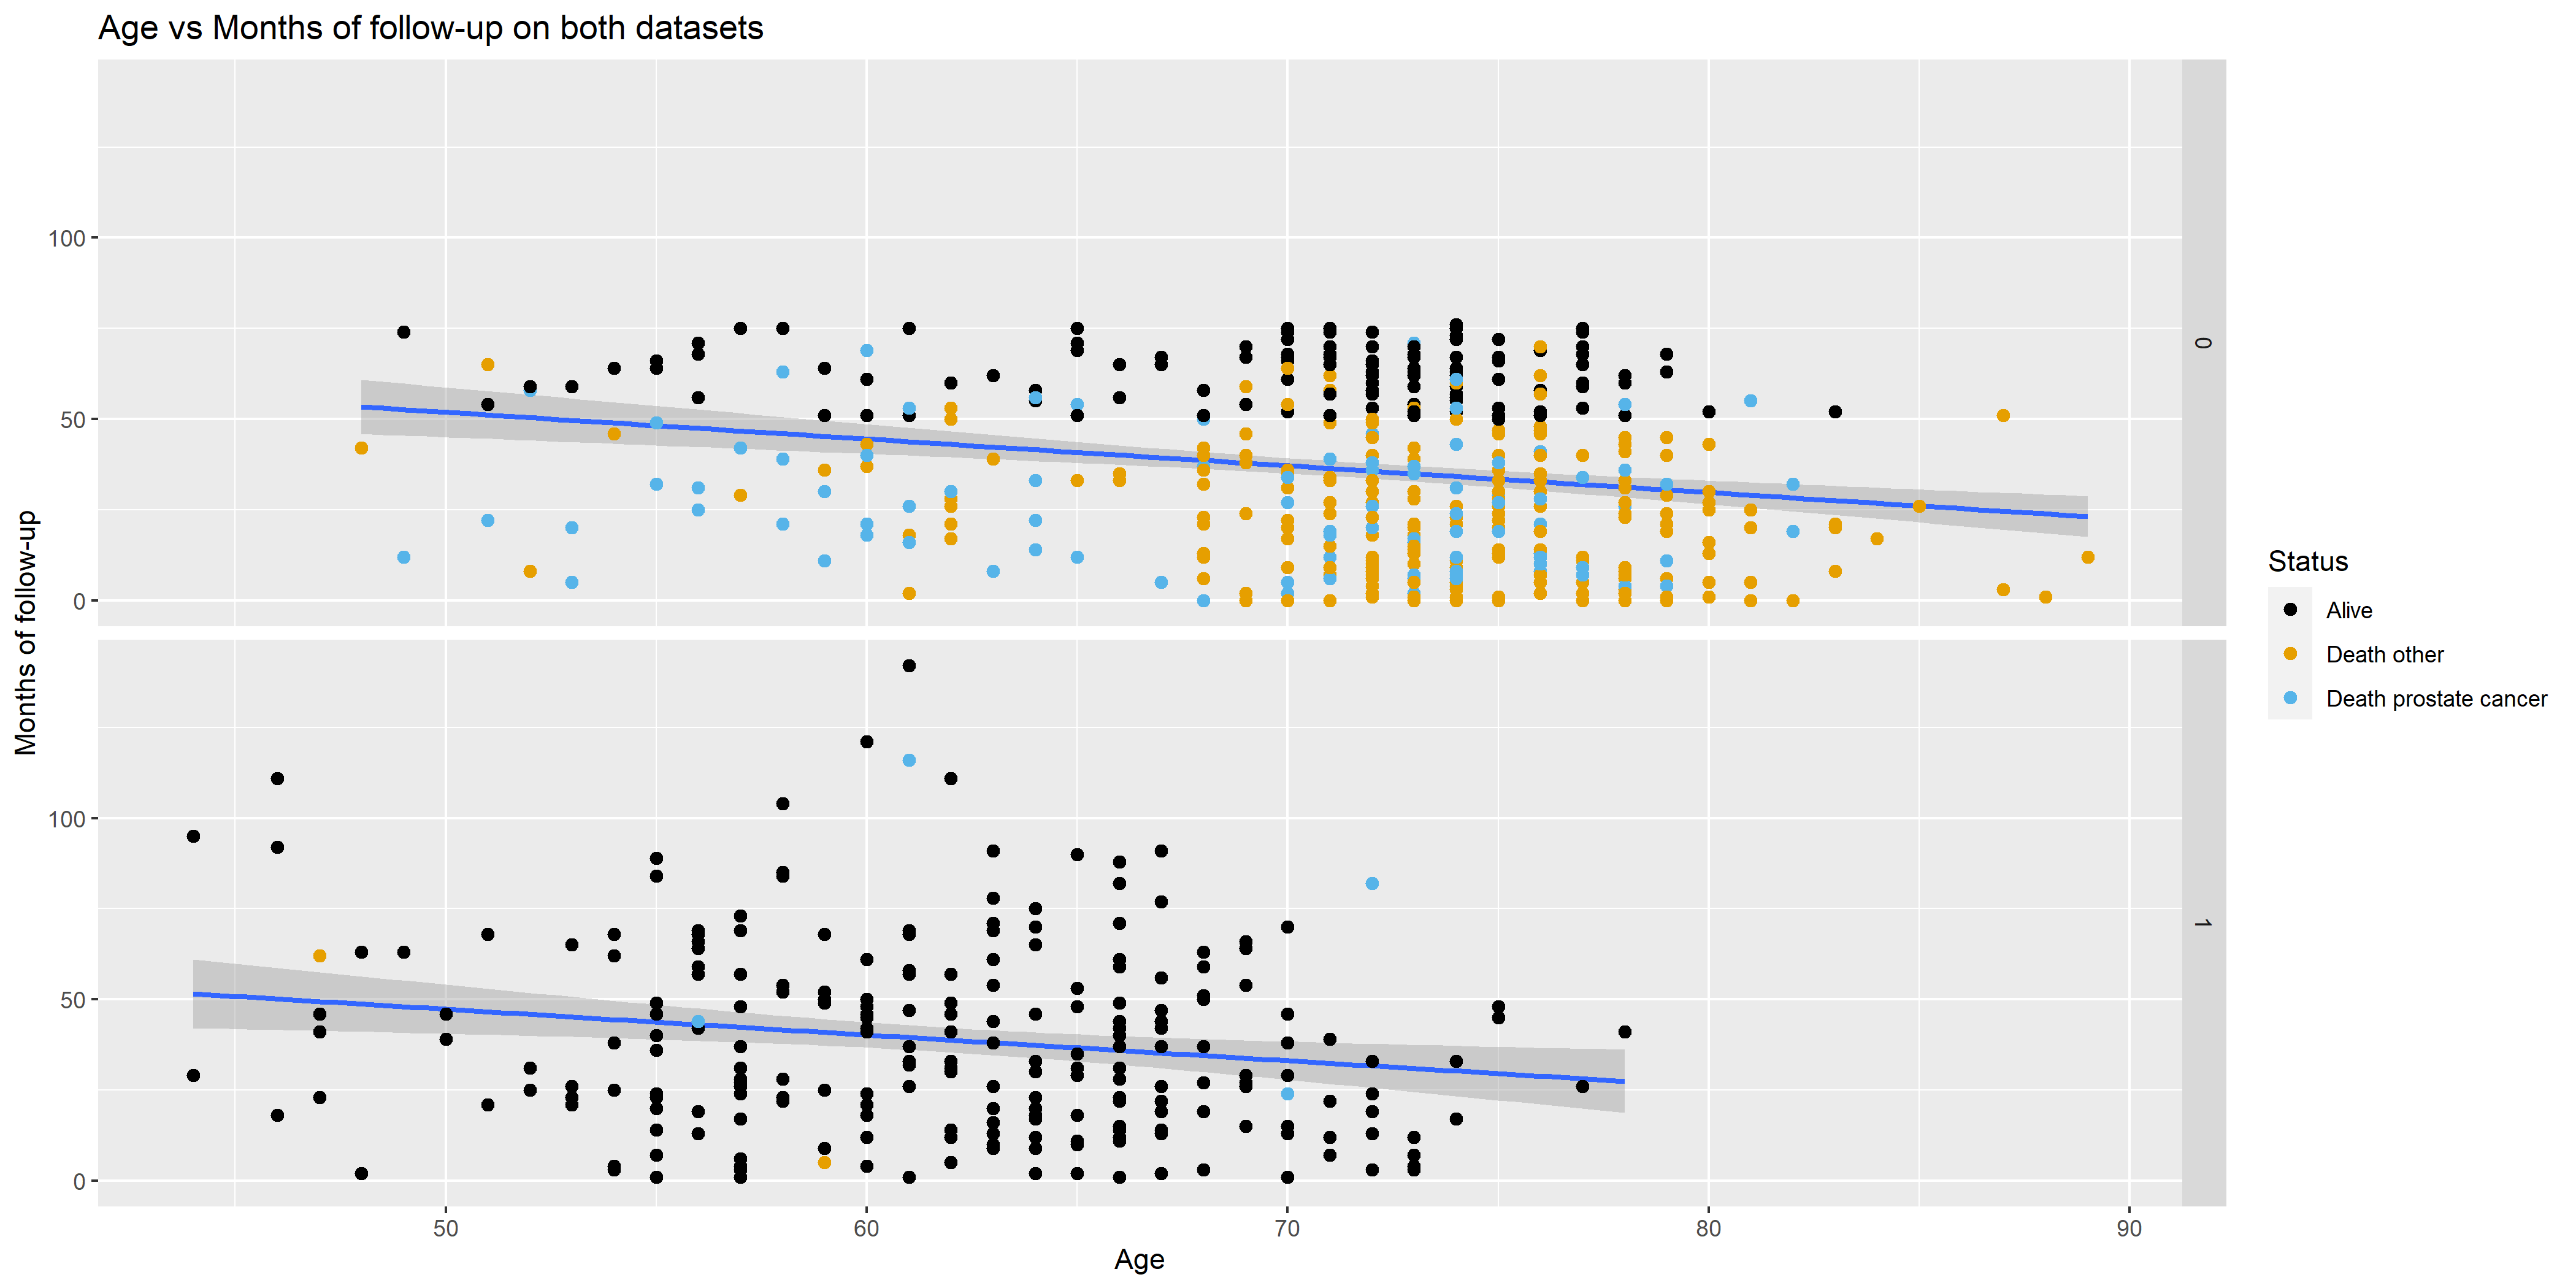 Age vs Months of follow-up on both datasets
Months of follow-up
100
50
0
0
100
50
0
1
50
60
70
80
90
Age
Status
Alive
Death other
Death prostate cancer